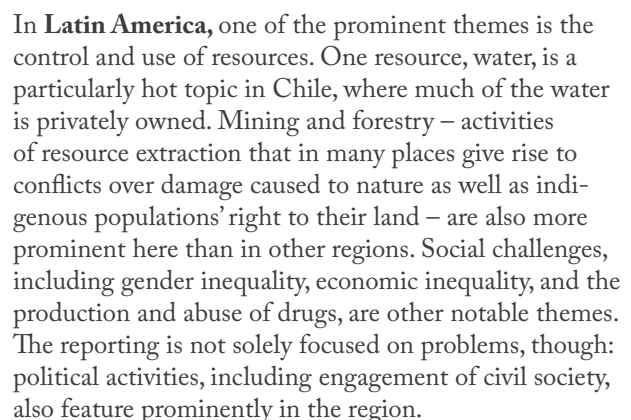 In Latin America, one of the prominent themes is the
control and use of resources. One resource, water, is a
particularly hot topic in Chile, where much of the water
is privately owned. Mining and forestry – activities
of resource extraction that in many places give rise to
conflicts over damage caused to nature as well as indi-
genous populations’ right to their land – are also more
prominent here than in other regions. Social challenges,
including gender inequality, economic inequality, and the
production and abuse of drugs, are other notable themes.
The reporting is not solely focused on problems, though:
political activities, including engagement of civil society,
also feature prominently in the region.